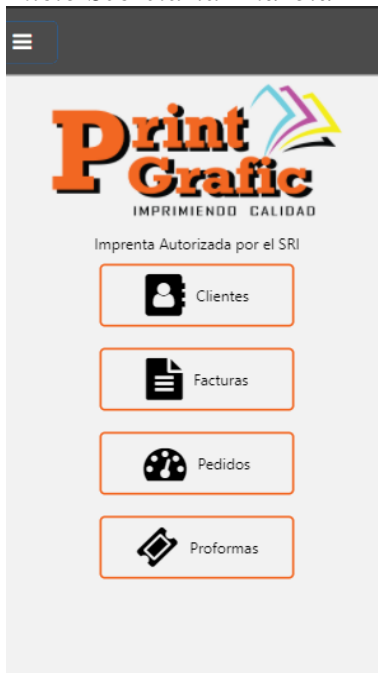 Print
Grafic
IMPRIMIENDO CALIDAD
Imprenta Autorizada por el SRI
Clientes
Facturas
Pedidos
Proformas